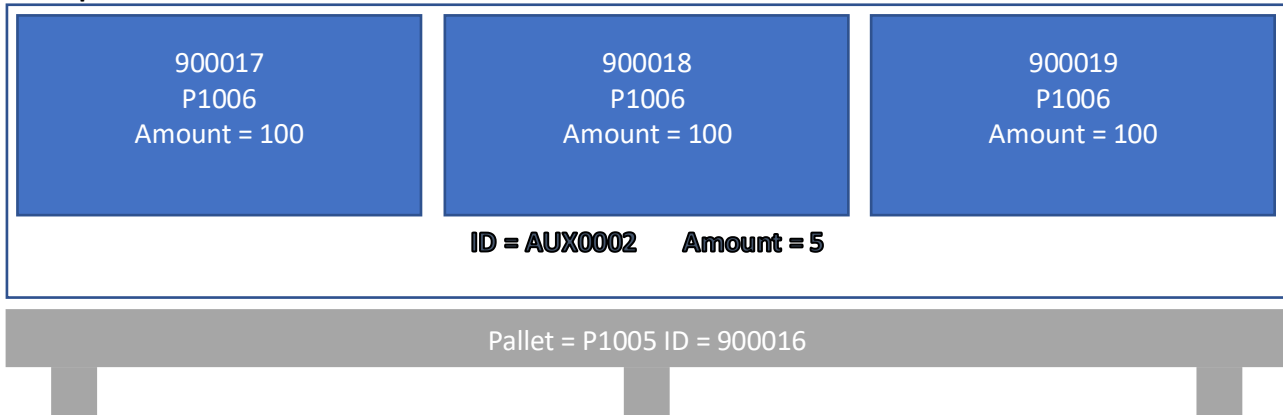 900017
P1006
Amount = 100
900018
P1006
Amount = 100
900019
P1006
Amount = 100
ID = AUX0002 Amount = 5
Pallet = P1005 ID = 900016